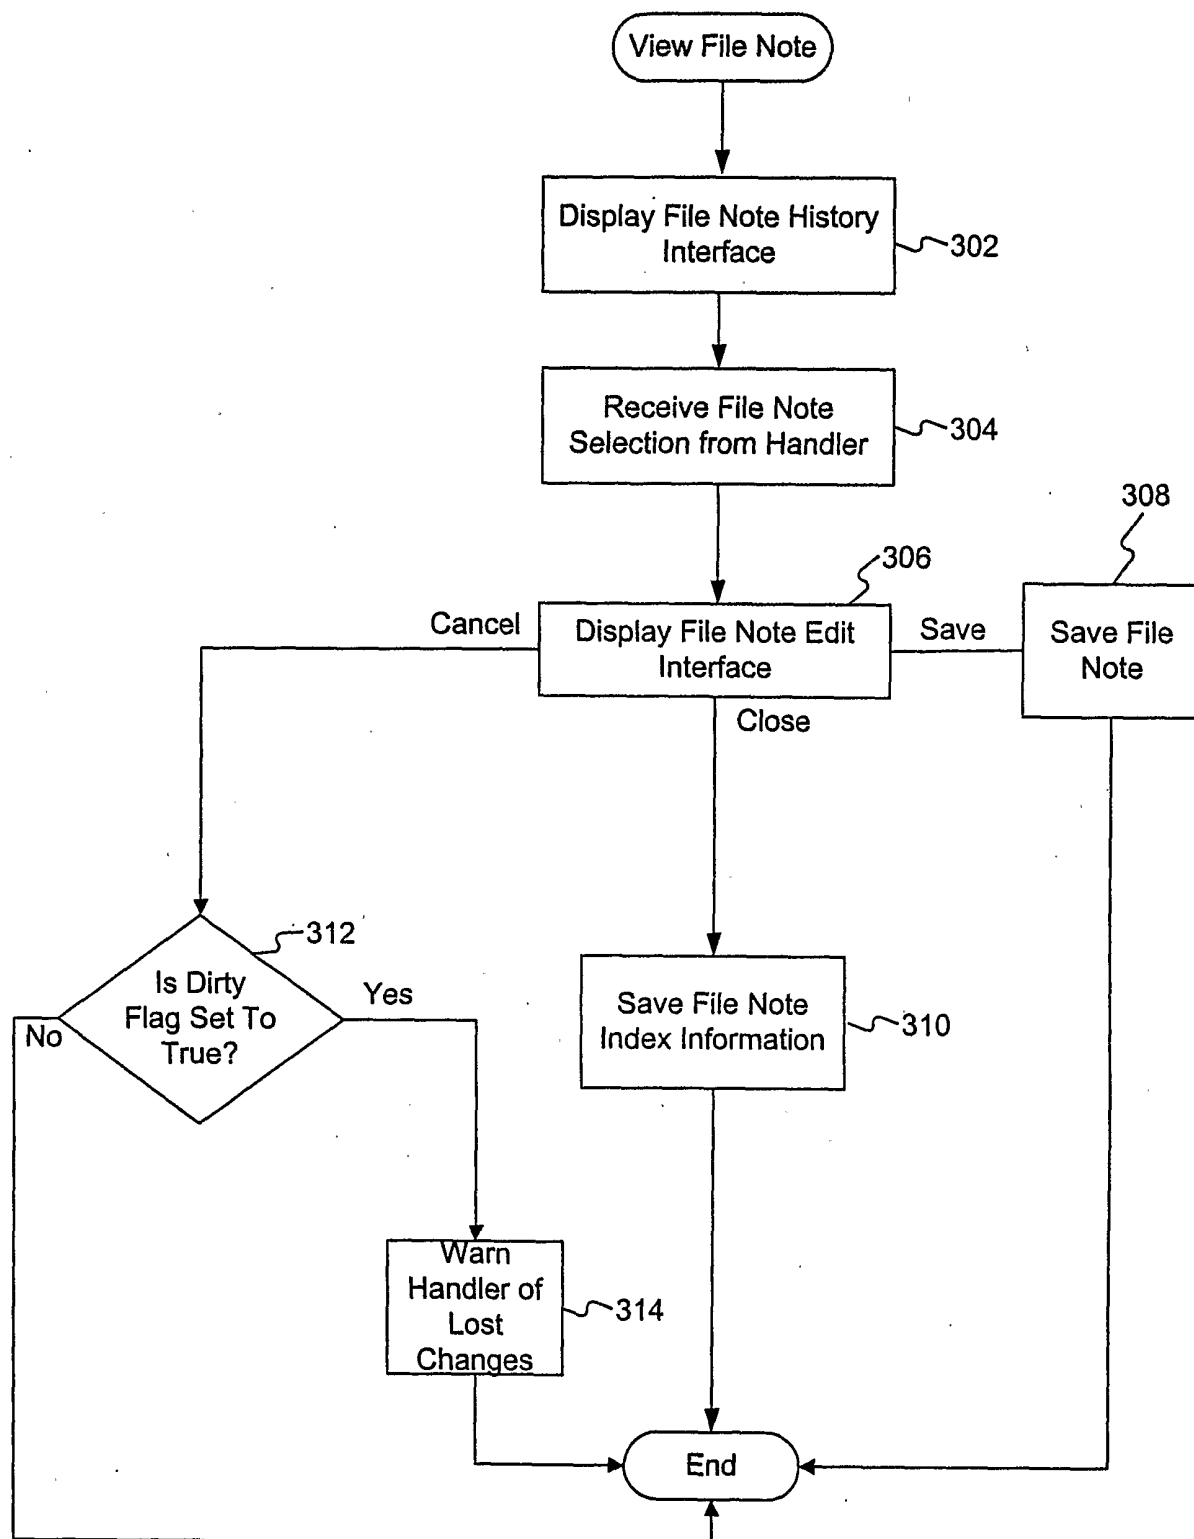 View File Note
Display File Note History
Interface
302
Receive File Note
Selection from Handler
304
308
306
Cancel
Display File Note Edit
Interface
Save
Save File
Note
Close
312
Is Dirty
Flag Set To
True?
Yes
No
Save File Note
Index Information
310
Warn
Handler of
Lost
Changes
314
End